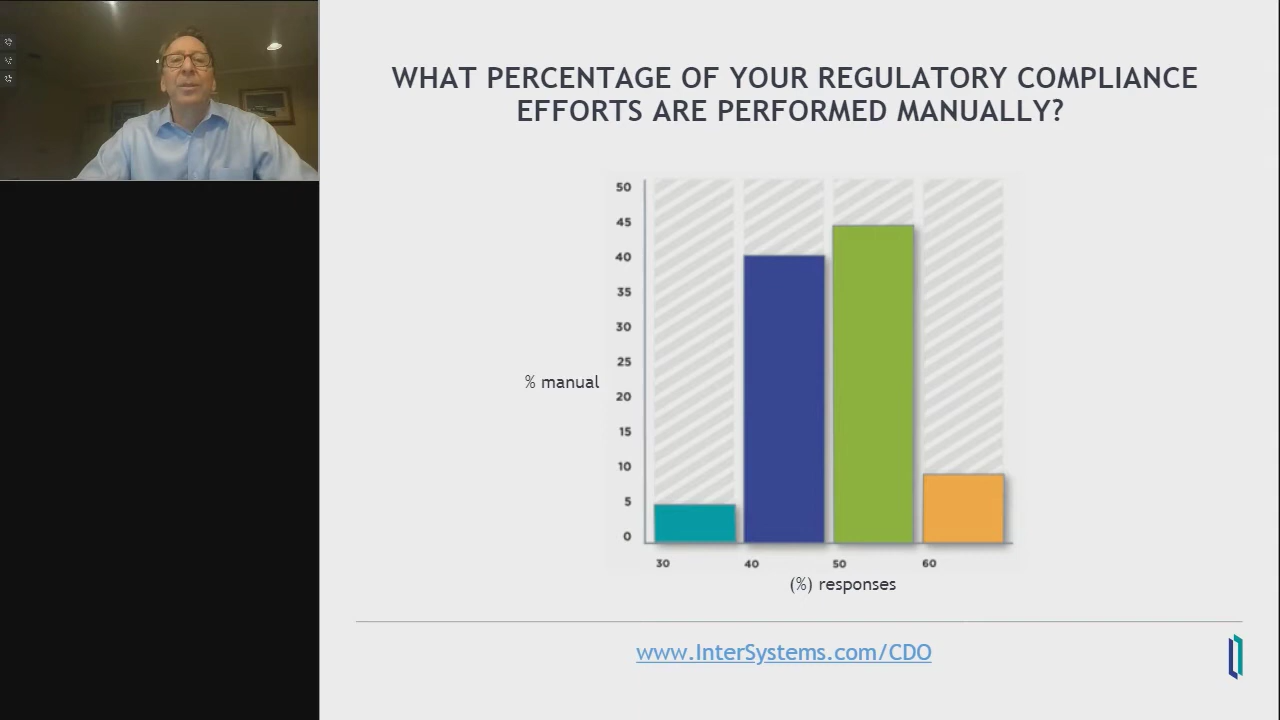 WHAT PERCENTAGE OF YOUR REGULATORY COMPLIANCE
EFFORTS ARE PERFORMED MANUALLY?
50
45
40
35
30
25
% manual
20
15
10
5
0
30 40 50 60
(%) responses
www.InterSystems.com/CDO